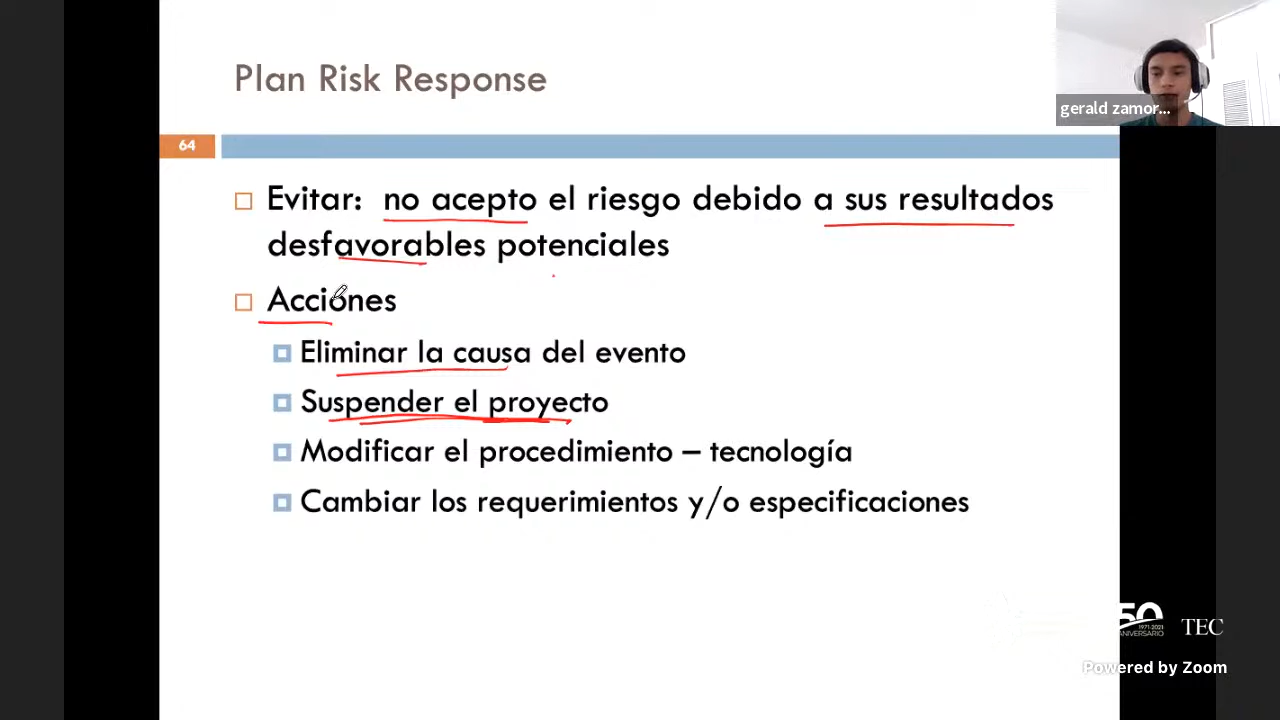 Plan Risk Response
gerald zamor...
64
Evitar: no acepto el riesgo debido a sus resultados
desfavorables potenciales
Acciones
Eliminar la causa del evento
Suspender el proyecto
Modificar el procedimiento – tecnología
Cambiar los requerimientos y/o especificaciones
50
1971-2021
ANIVERSARIO
TEC
Powered by Zoom